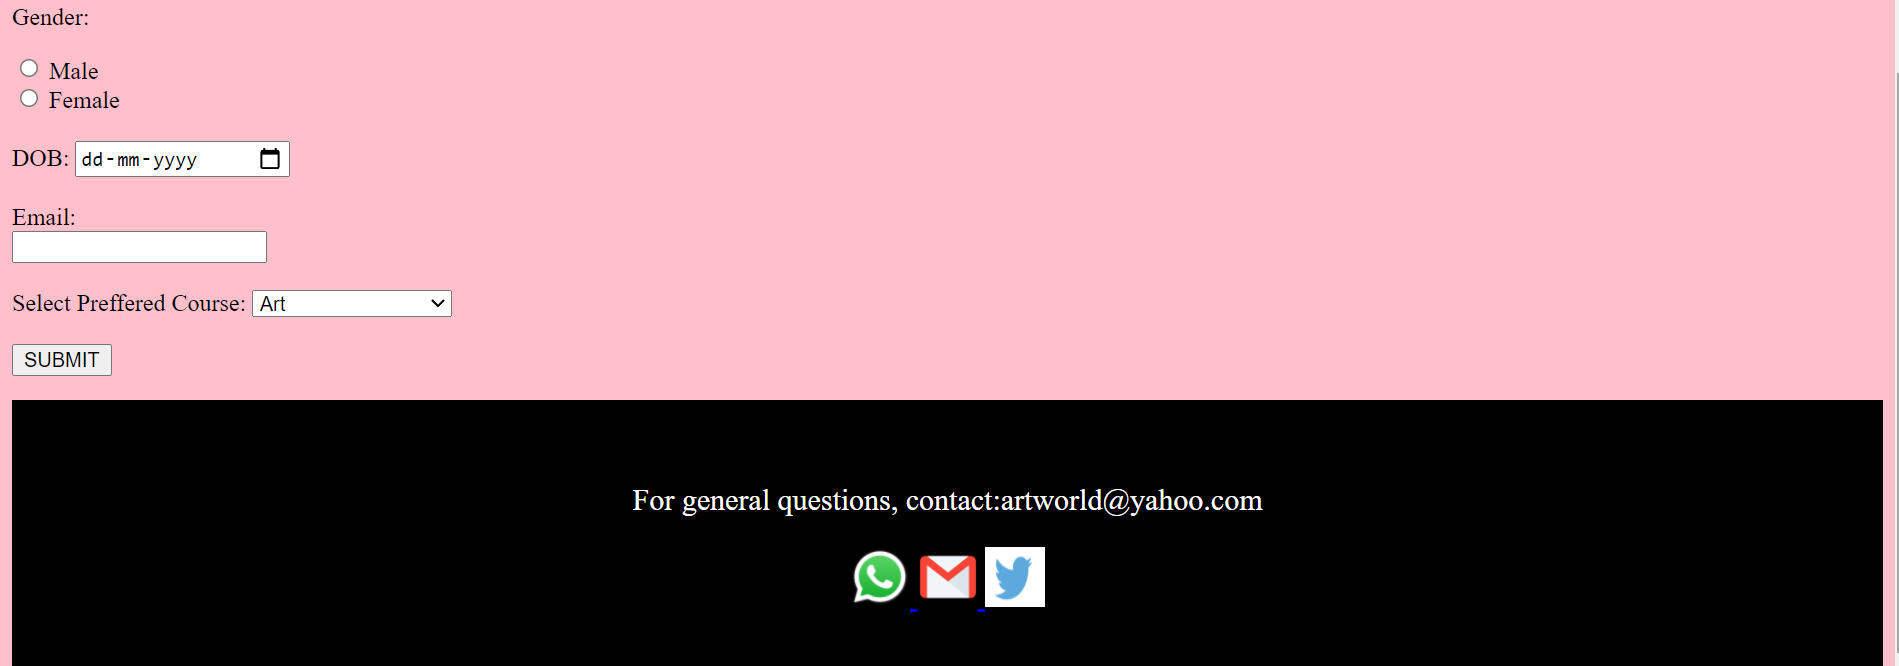 Gender:
Male
Female
DOB: dd-mm-yyyy
Email:
Select Preffered Course: Art
SUBMIT
For general questions, contact:artworld@yahoo.com